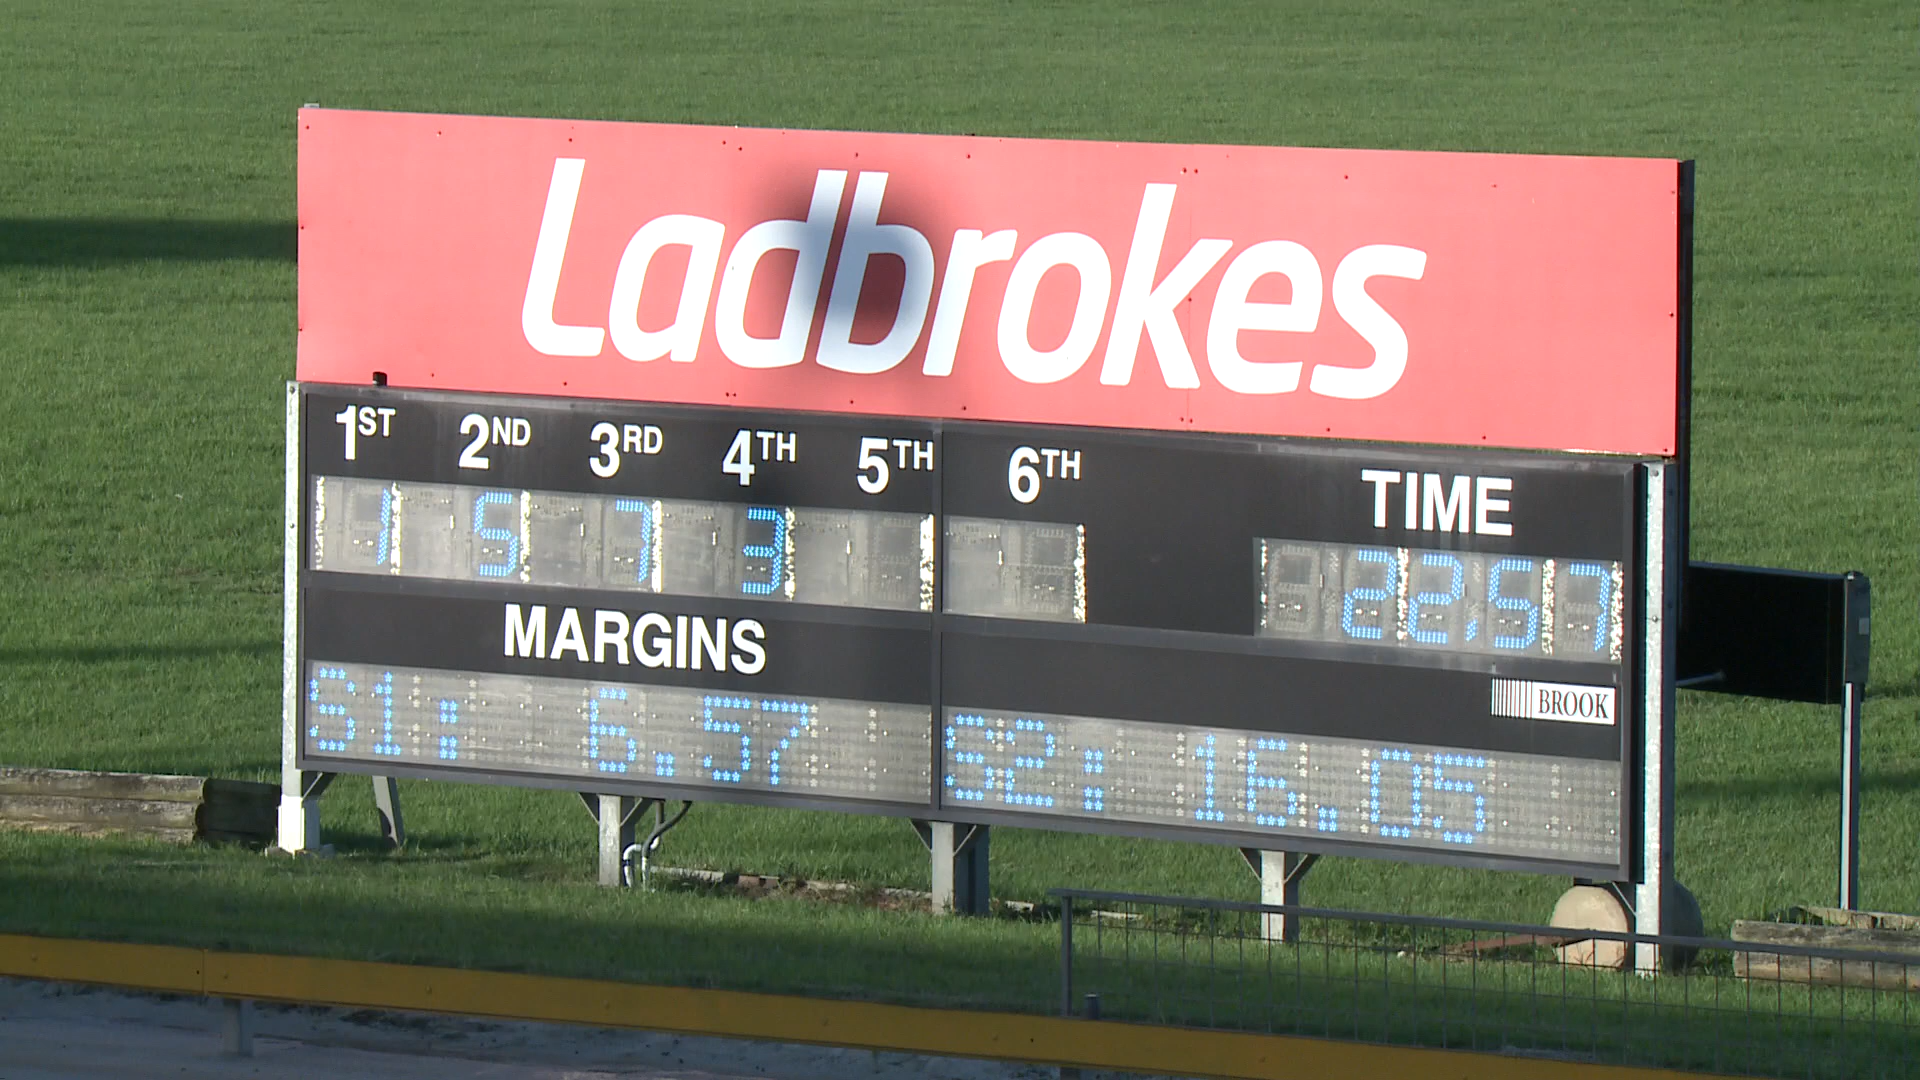 Ladbrokes
1ST 2ND 3RD 4TH 5TH 6TH TIME
1 5 7 3 22.57
MARGINS
BROOK
S1: 6.57 S2: 16.05